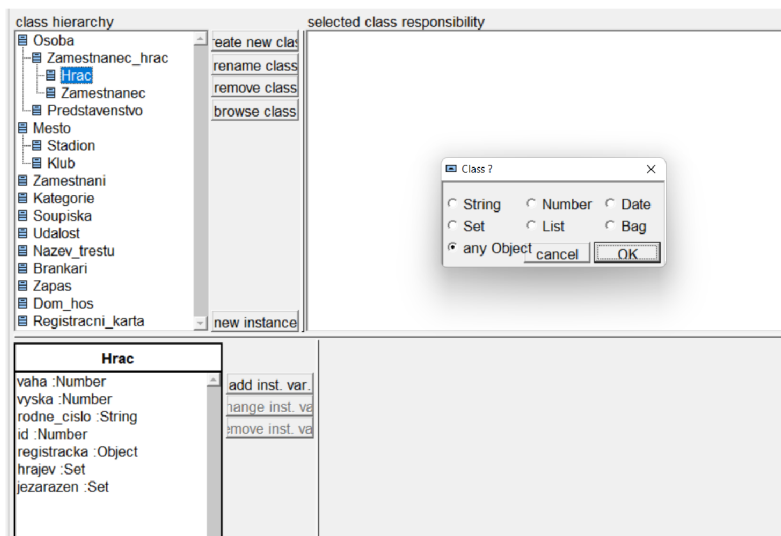 class hierarchy
selected class responsibility
Osoba
Zamestnanec_hrac
Hrac
Zamestnanec
Predstavenstvo
Mesto
Stadion
Klub
Zamestnani
Kategorie
Soupiska
Udalost
Nazev_trestu
Brankari
Zapas
Dom_hos
Registracni_karta
reate new clas
rename class
remove class
browse class
new instance
Class ?
String Number Date
Set List Bag
any Object cancel OK
Hrac
vaha :Number
vyska :Number
rodne_cislo :String
id :Number
registracka :Object
hrajev :Set
jezarazen :Set
add inst. var.
hange inst. va
emove inst. va